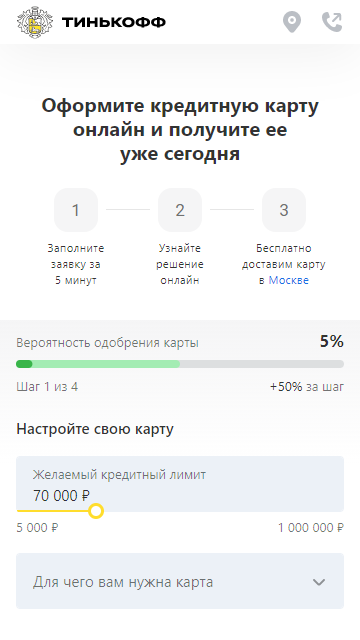 ТИНЬКОФФ
Оформите кредитную карту
онлайн и получите ее
уже сегодня
1 2 3
Заполните Узнайте Бесплатно
заявку за решение доставим карту
5 минут онлайн в Москве
Вероятность одобрения карты 5%
Шаг 1 из 4 +50% за шаг
Настройте свою карту
Желаемый кредитный лимит
70 000 ₽
5 000 ₽ 1 000 000 ₽
Для чего вам нужна карта